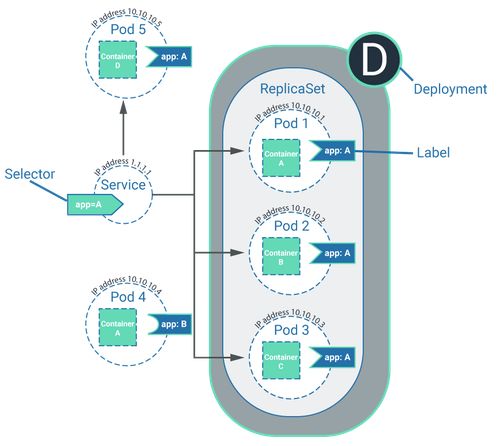 IP address 10.10.10.5
Pod 5
Container
D
app: A
D
Deployment
ReplicaSet
IP address 10.10.10.1
Pod 1
Container
A
app: A
Label
IP address 1.1.1.1
Service
Selector
app=A
IP address 10.10.10.2
Pod 2
Container
B
app: A
IP address 10.10.10.4
Pod 4
Container
A
app: B
IP address 10.10.10.3
Pod 3
Container
C
app: A